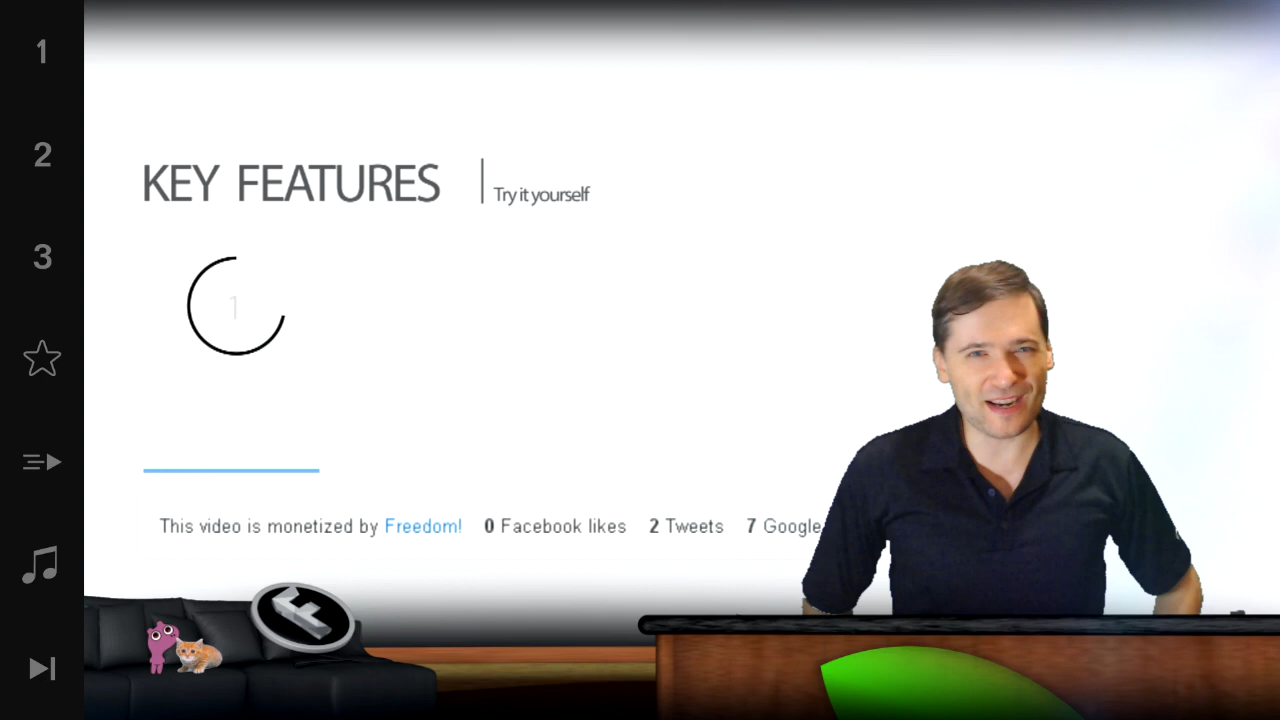 1
2
3
KEY FEATURES | Try it yourself
1
This video is monetized by Freedom! 0 Facebook likes 2 Tweets 7 Google
F